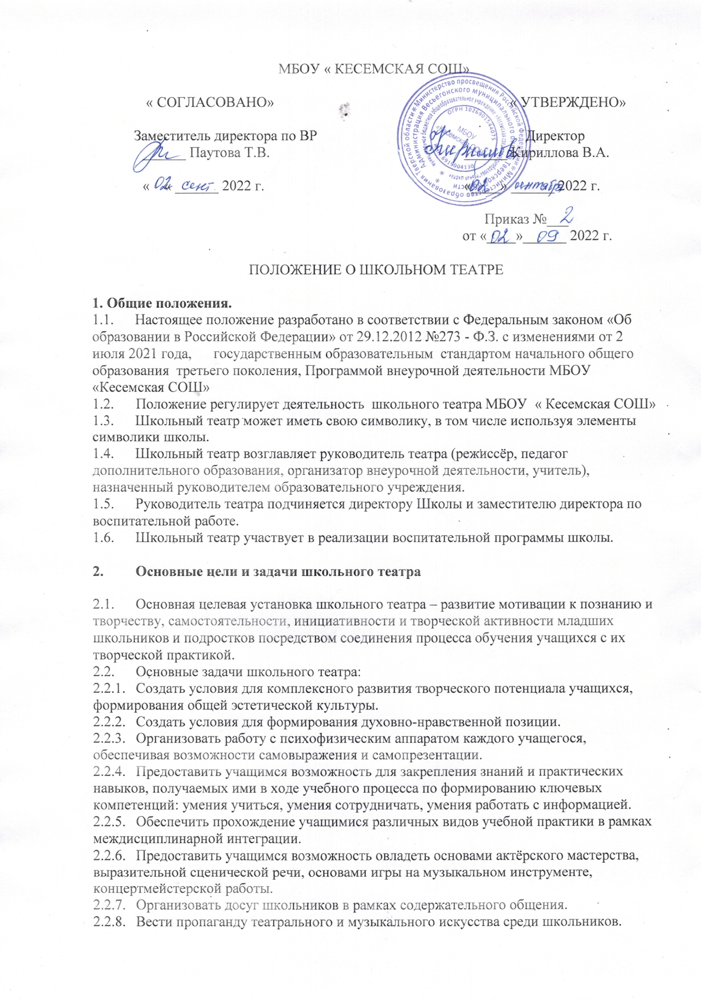 МБОУ « КЕСЕМСКАЯ СОШ»
« СОГЛАСОВАНО»
« УТВЕРЖДЕНО»
Заместитель директора по ВР
Директор
______ Паутова Т.В.
______ Кириллова В.А.
« 02 « сент 2022 г.
«02» сентября 2022 г.
Министерство просвещения Российской Федерации * Министерство образования Тверской области *
Администрация Весьегонского муниципального округа Тверской области *
муниципальное бюджетное общеобразовательное учреждение «Кесемская средняя общеобразовательная школа» *
ОГРН 1026901544075
6919004130
МБОУ
«Кесемская СОШ»
Приказ № 2
от «02» 09 2022 г.
ПОЛОЖЕНИЕ О ШКОЛЬНОМ ТЕАТРЕ
1. Общие положения.
1.1. Настоящее положение разработано в соответствии с Федеральным законом «Об
образовании в Российской Федерации» от 29.12.2012 №273 - Ф.З. с изменениями от 2
июля 2021 года, государственным образовательным стандартом начального общего
образования третьего поколения, Программой внеурочной деятельности МБОУ
«Кесемская СОШ»
1.2. Положение регулирует деятельность школьного театра МБОУ « Кесемская СОШ»
1.3. Школьный театр может иметь свою символику, в том числе используя элементы
символики школы.
1.4. Школьный театр возглавляет руководитель театра (режиссёр, педагог
дополнительного образования, организатор внеурочной деятельности, учитель),
назначенный руководителем образовательного учреждения.
1.5. Руководитель театра подчиняется директору Школы и заместителю директора по
воспитательной работе.
1.6. Школьный театр участвует в реализации воспитательной программы школы.
2. Основные цели и задачи школьного театра
2.1. Основная целевая установка школьного театра – развитие мотивации к познанию и
творчеству, самостоятельности, инициативности и творческой активности младших
школьников и подростков посредством соединения процесса обучения учащихся с их
творческой практикой.
2.2. Основные задачи школьного театра:
2.2.1. Создать условия для комплексного развития творческого потенциала учащихся,
формирования общей эстетической культуры.
2.2.2. Создать условия для формирования духовно-нравственной позиции.
2.2.3. Организовать работу с психофизическим аппаратом каждого учащегося,
обеспечивая возможности самовыражения и самопрезентации.
2.2.4. Предоставить учащимся возможность для закрепления знаний и практических
навыков, получаемых ими в ходе учебного процесса по формированию ключевых
компетенций: умения учиться, умения сотрудничать, умения работать с информацией.
2.2.5. Обеспечить прохождение учащимися различных видов учебной практики в рамках
междисциплинарной интеграции.
2.2.6. Предоставить учащимся возможность овладеть основами актёрского мастерства,
выразительной сценической речи, основами игры на музыкальном инструменте,
концертмейстерской работы.
2.2.7. Организовать досуг школьников в рамках содержательного общения.
2.2.8. Вести пропаганду театрального и музыкального искусства среди школьников.